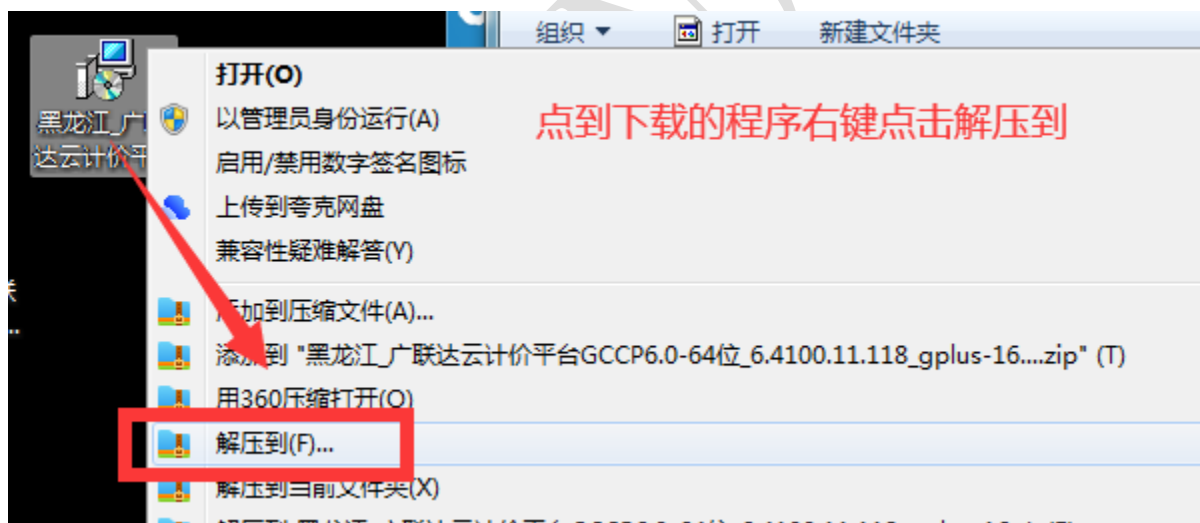 组织 打开 新建文件夹
黑龙江_广
达云计价平
打开(O)
以管理员身份运行(A)
点到下载的程序右键点击解压到
启用/禁用数字签名图标
上传到夸克网盘
兼容性疑难解答(Y)
添加到压缩文件(A)...
添加到 "黑龙江_广联达云计价平台GCCP6.0-64位_6.4100.11.118_gplus-16....zip" (T)
用360压缩打开(Q)
解压到(F)...
解压到当前文件夹(X)